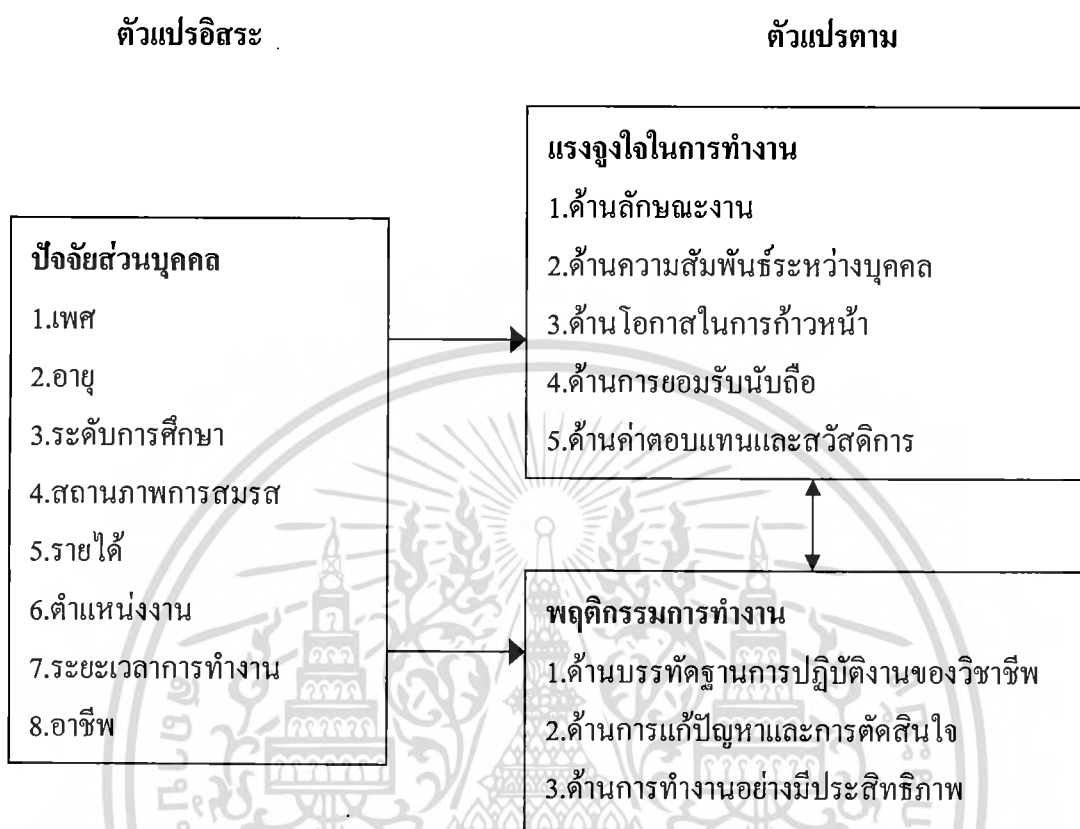 ตัวแปรอิสระ
ตัวแปรตาม
ปัจจัยส่วนบุคคล
1.เพศ
2.อายุ
3.ระดับการศึกษา
4.สถานภาพการสมรส
5.รายได้
6.ตำแหน่งงาน
7.ระยะเวลาการทำงาน
8.อาชีพ
แรงจูงใจในการทำงาน
1.ด้านลักษณะงาน
2.ด้านความสัมพันธ์ระหว่างบุคคล
3.ด้านโอกาสในการก้าวหน้า
4.ด้านการยอมรับนับถือ
5.ด้านค่าตอบแทนและสวัสดิการ
พฤติกรรมการทำงาน
1.ด้านบรรทัดฐานการปฏิบัติงานของวิชาชีพ
2.ด้านการแก้ปัญหาและการตัดสินใจ
3.ด้านการทำงานอย่างมีประสิทธิภาพ